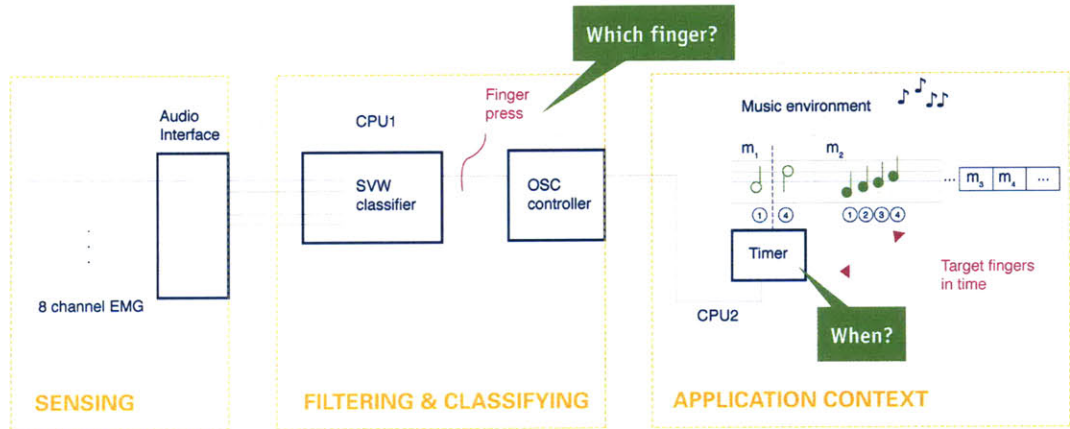 Which finger?
Audio
Interface
8 channel EMG
SENSING
CPU1
Finger
press
SVW
classifier
OSC
controller
FILTERING & CLASSIFYING
Music environment
m1
m2
... m3 m4 ...
1 4 1 2 3 4
Timer
Target fingers
in time
CPU2
When?
APPLICATION CONTEXT